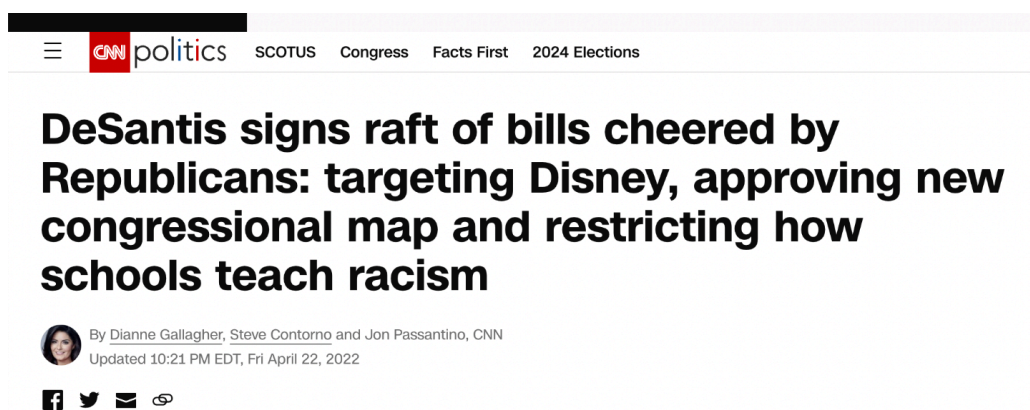 CNN politics SCOTUS Congress Facts First 2024 Elections
DeSantis signs raft of bills cheered by
Republicans: targeting Disney, approving new
congressional map and restricting how
schools teach racism
By Dianne Gallagher, Steve Contorno and Jon Passantino, CNN
Updated 10:21 PM EDT, Fri April 22, 2022